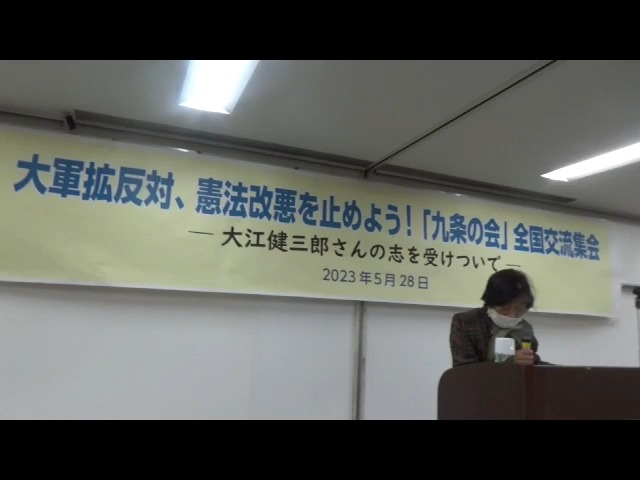 大軍拡反対、憲法改悪を止めよう！「九条の会」全国交流集会
― 大江健三郎さんの志を受けついで ―
2023年5月28日